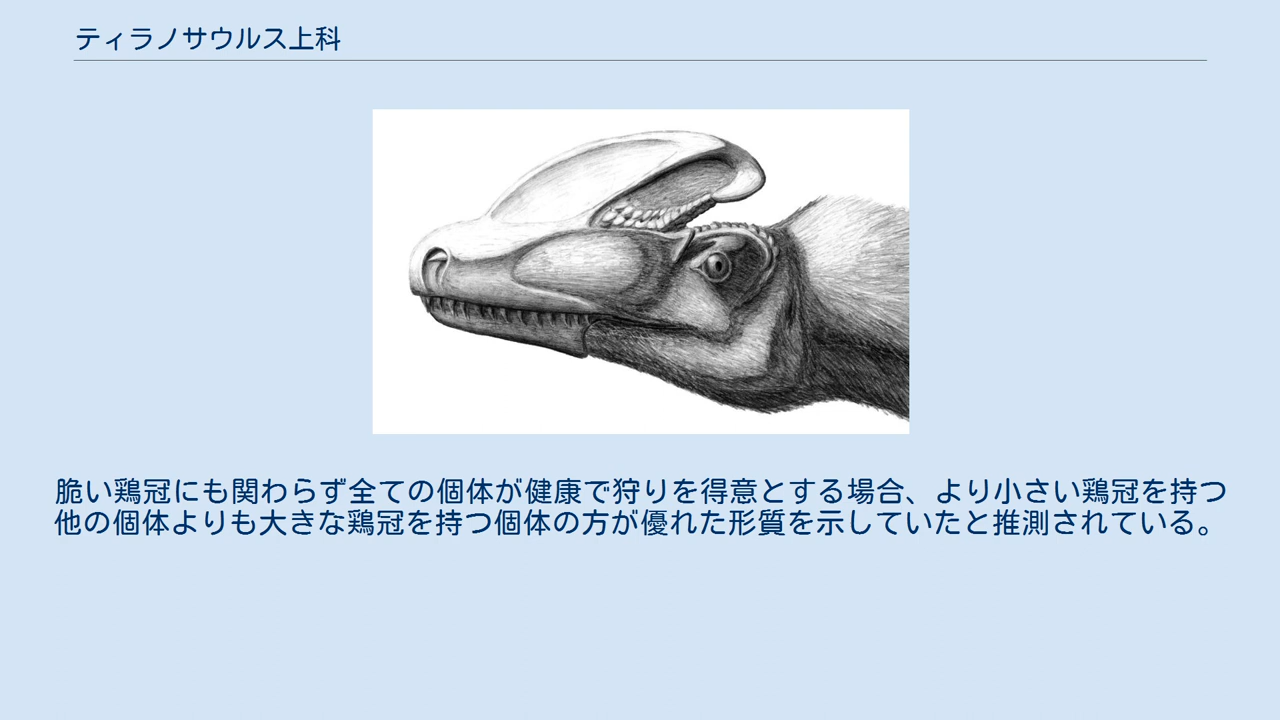 ティラノサウルス上科
脆い鶏冠にも関わらず全ての個体が健康で狩りを得意とする場合、より小さい鶏冠を持つ
他の個体よりも大きな鶏冠を持つ個体の方が優れた形質を示していたと推測されている。